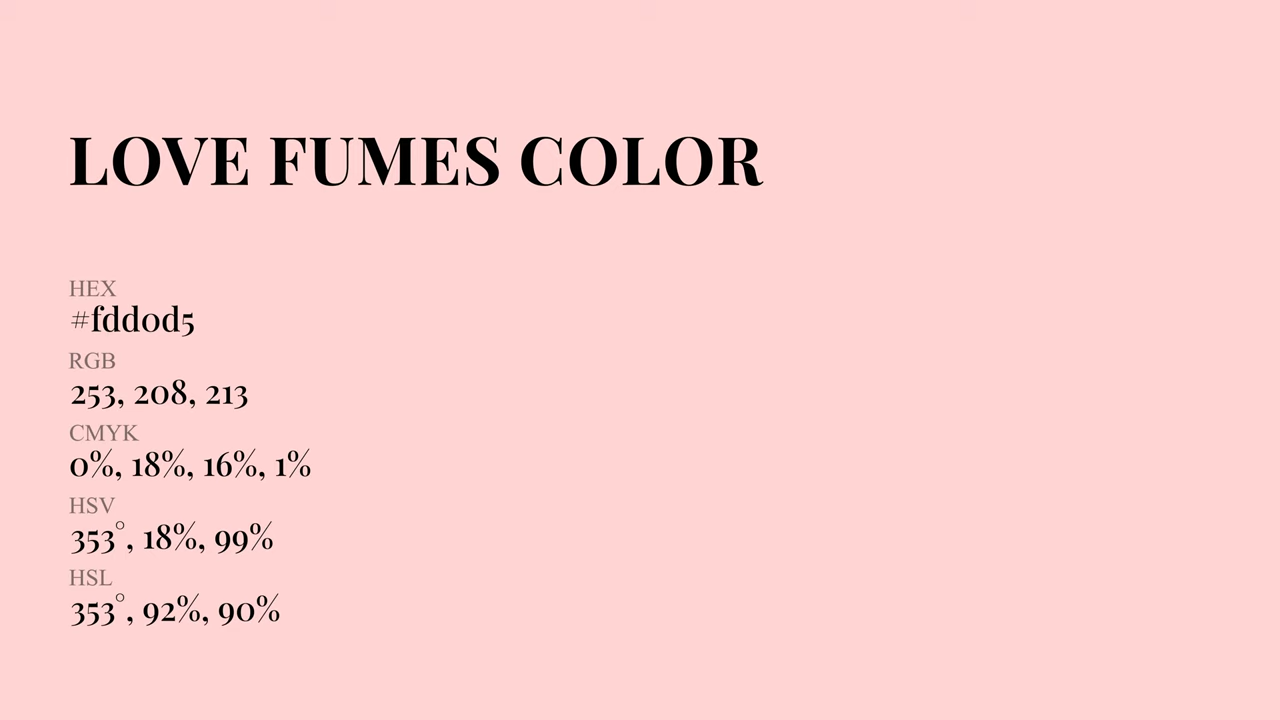 LOVE FUMES COLOR
HEX
#fdd0d5
RGB
253, 208, 213
CMYK
0%, 18%, 16%, 1%
HSV
353°, 18%, 99%
HSL
353°, 92%, 90%